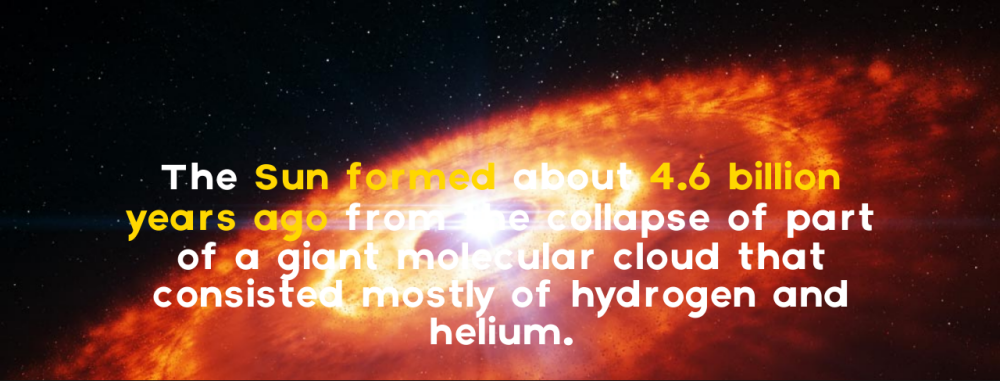 The Sun formed about 4.6 billion
years ago from the collapse of part
of a giant molecular cloud that
consisted mostly of hydrogen and
helium.